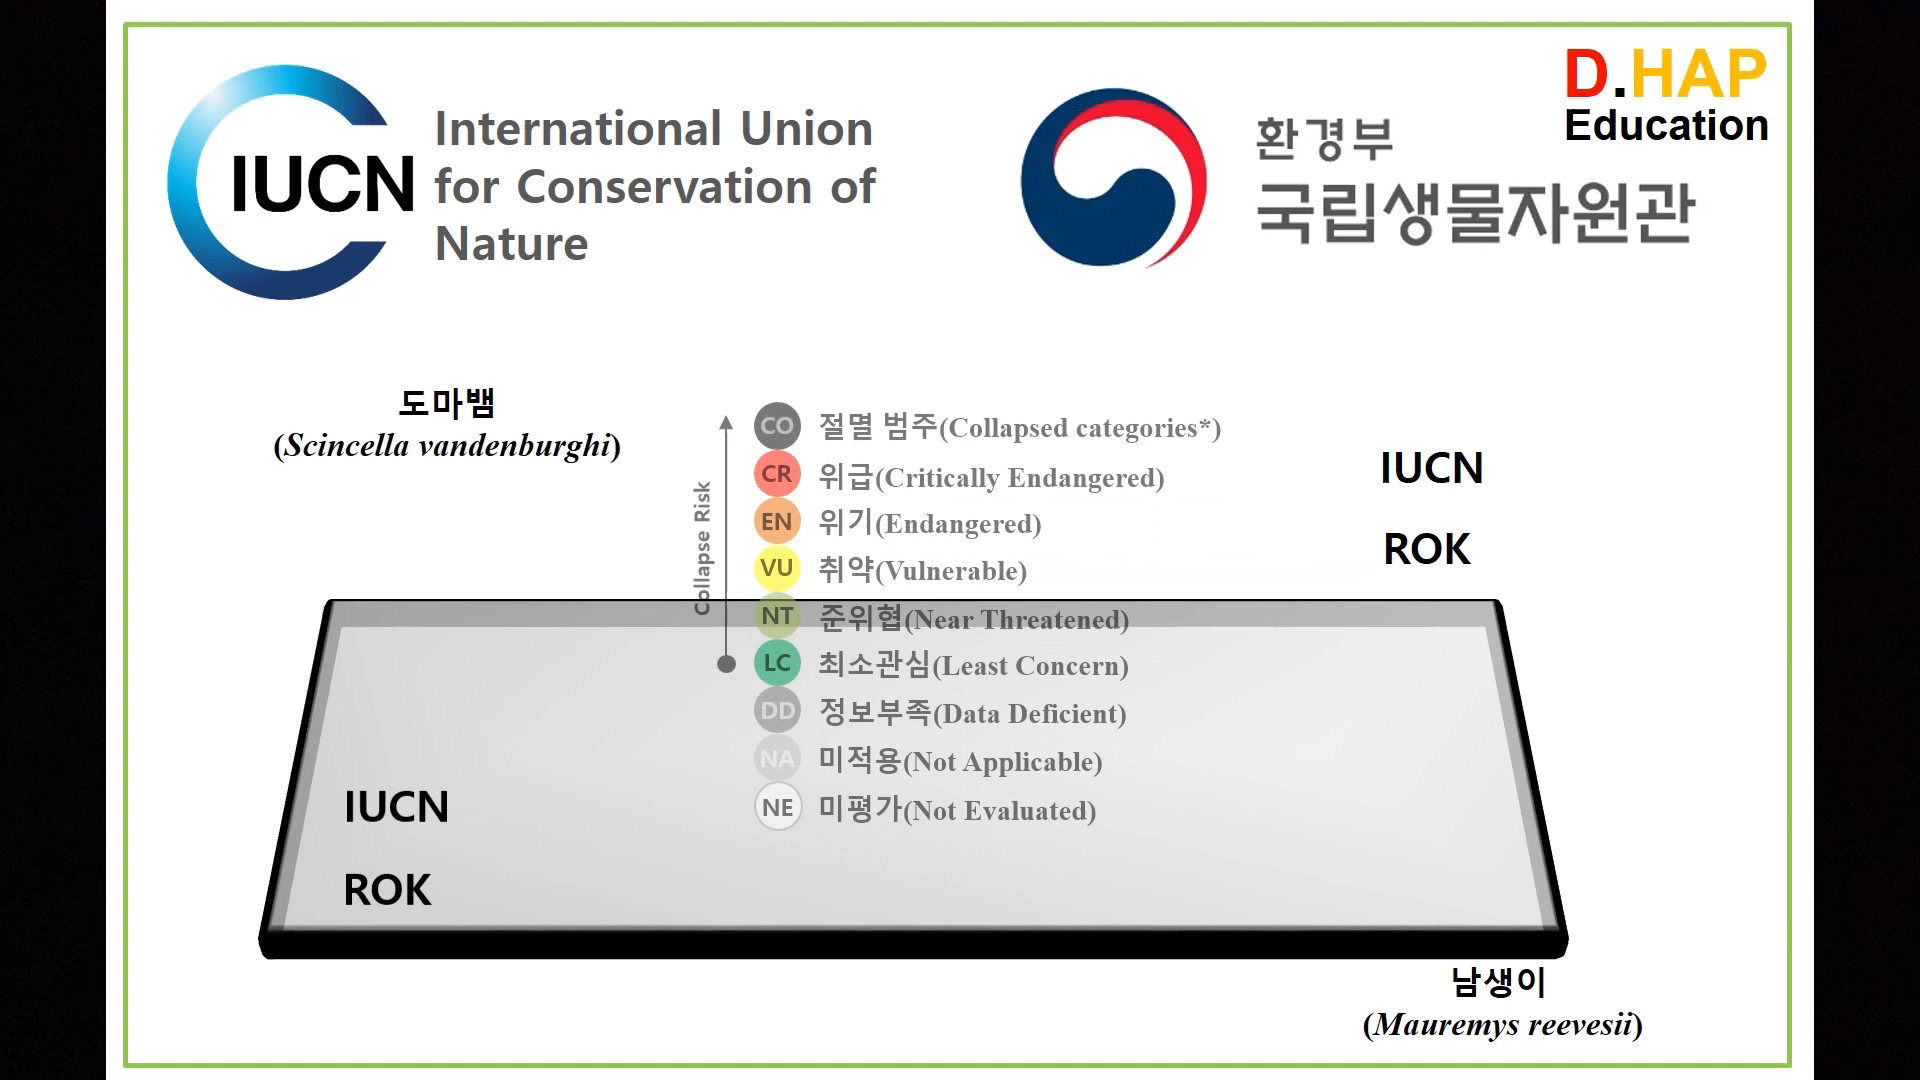 IUCN
International Union
for Conservation of
Nature
환경부
국립생물자원관
D.HAP
Education
도마뱀
(Scincella vandenburghi)
Collapse Risk
CO 절멸 범주(Collapsed categories*)
CR 위급(Critically Endangered)
EN 위기(Endangered)
VU 취약(Vulnerable)
NT 준위협(Near Threatened)
LC 최소관심(Least Concern)
DD 정보부족(Data Deficient)
NA 미적용(Not Applicable)
NE 미평가(Not Evaluated)
IUCN
ROK
IUCN
ROK
남생이
(Mauremys reevesii)